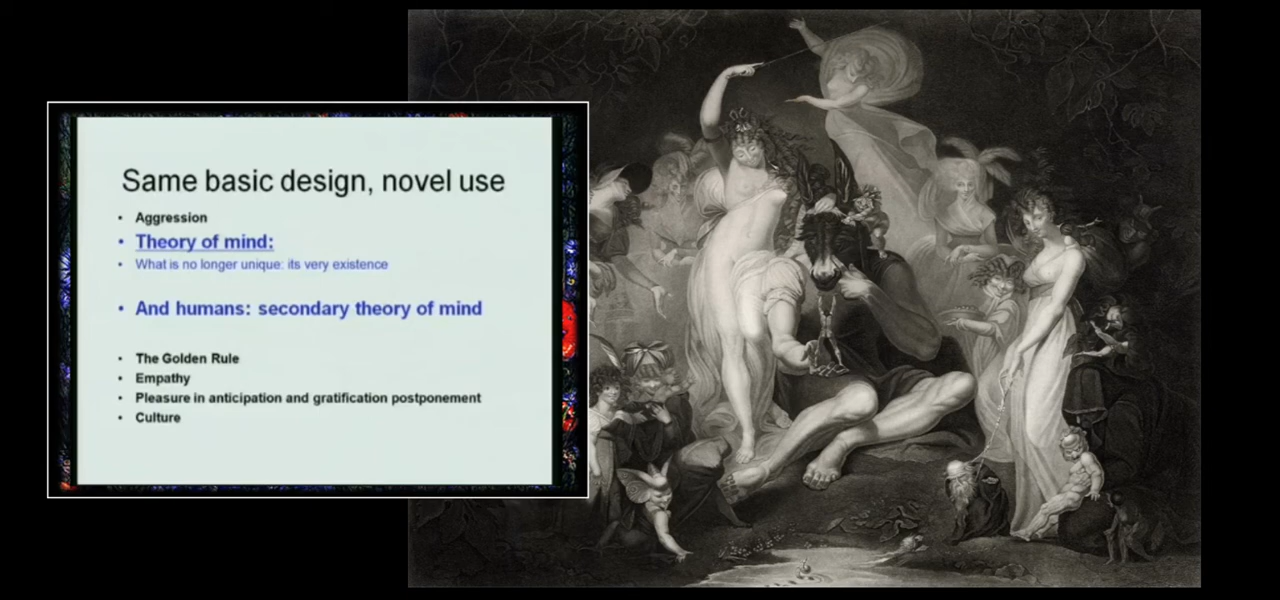 Same basic design, novel use
• Aggression
• Theory of mind:
• What is no longer unique: its very existence
• And humans: secondary theory of mind
• The Golden Rule
• Empathy
• Pleasure in anticipation and gratification postponement
• Culture